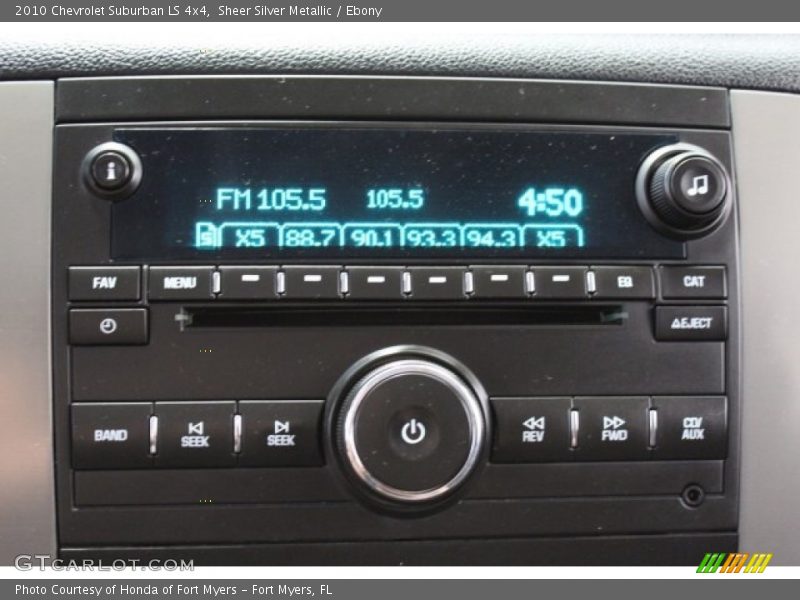 2010 Chevrolet Suburban LS 4x4, Sheer Silver Metallic / Ebony
i
FM 105.5 105.5 4:50
X5 88.7 90.1 93.3 94.3 X5
FAV MENU CAT
EJECT
BAND SEEK SEEK REV FWD CD/AUX
GTCARLOT.COM
Photo Courtesy of Honda of Fort Myers - Fort Myers, FL